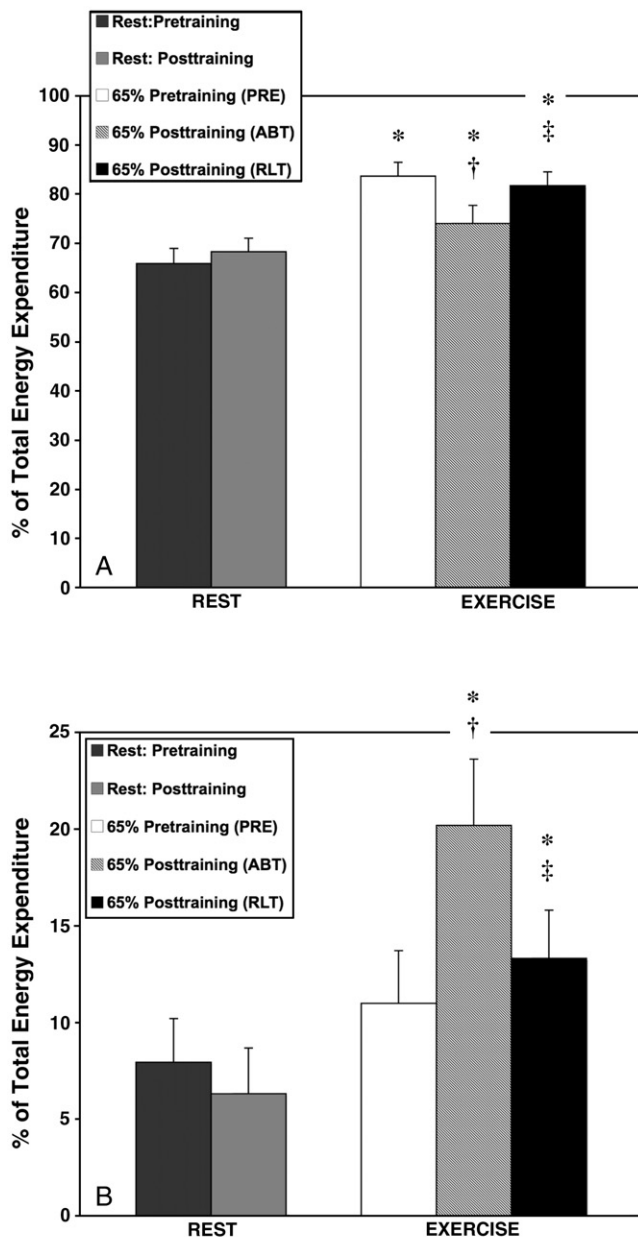 Rest:Pretraining
Rest: Posttraining
65% Pretraining (PRE)
65% Posttraining (ABT)
65% Posttraining (RLT)
% of Total Energy Expenditure
100
90
80
70
60
50
40
30
20
10
0
* * *
† ‡
A
REST EXERCISE
* *
† ‡
Rest: Pretraining
Rest: Posttraining
65% Pretraining (PRE)
65% Posttraining (ABT)
65% Posttraining (RLT)
% of Total Energy Expenditure
25
20
15
10
5
0
B
REST EXERCISE